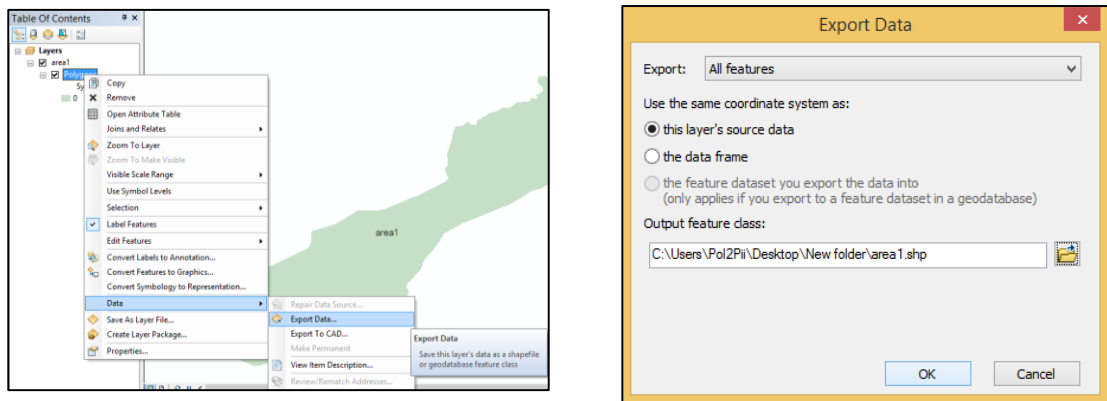 Table Of Contents
Layers
area1
Polygons
Sy
0
Copy
Remove
Open Attribute Table
Joins and Relates
Zoom To Layer
Zoom To Make Visible
Visible Scale Range
Use Symbol Levels
Selection
Label Features
Edit Features
Convert Labels to Annotation...
Convert Features to Graphics...
Convert Symbology to Representation...
Data
Save As Layer File...
Create Layer Package...
Properties...
area1
Repair Data Source...
Export Data...
Export To CAD...
Make Permanent
View Item Description...
Review/Rematch Addresses...
Export Data
Save this layer's data as a shapefile
or geodatabase feature class
Export Data
Export: All features
Use the same coordinate system as:
this layer's source data
the data frame
the feature dataset you export the data into
(only applies if you export to a feature dataset in a geodatabase)
Output feature class:
C:\Users\Pol2Pii\Desktop\New folder\area1.shp
OK Cancel